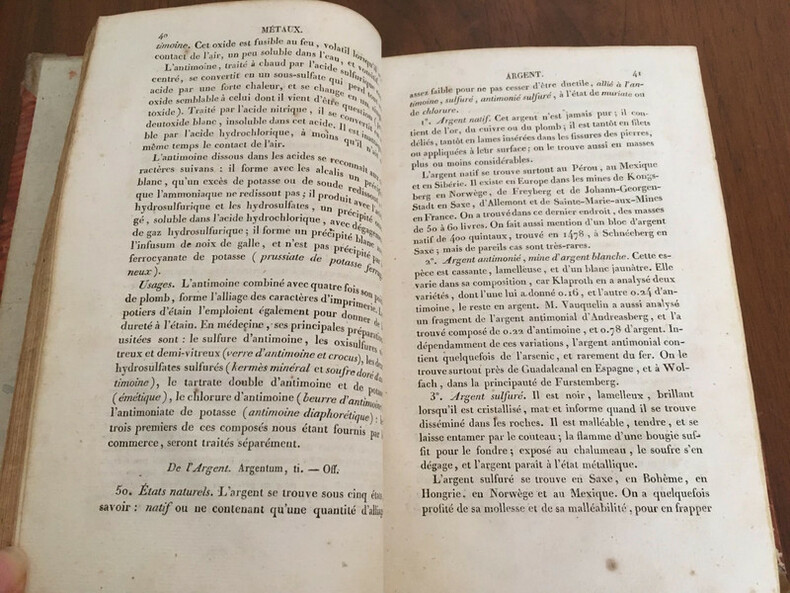 40
MÉTAUX.
timoine. Cet oxide est fusible au feu, volatil lorsqu'il
contact de l'air, un peu soluble dans l'eau, et vomitif
L'antimoine, traité à chaud par l'acide sulfurique
centré, se convertit en un sous-sulfate qui perd
acide par une forte chaleur, et se change en un
oxide semblable à celui dont il vient d'être question
toxide). Traité par l'acide nitrique, il se convertit
deutoxide blanc, insoluble dans cet acide. Il est
ble par l'acide hydrochlorique, à moins qu'il n'ait
même temps le contact de l'air.
L'antimoine dissous dans les acides se reconnaît aux
ractères suivans : il forme avec les alcalis un
blanc, qu'un excès de potasse ou de soude redissout
que l'ammoniaque ne redissout pas ; il produit avec
hydrosulfurique et les hydrosulfates, un précipité
gé, soluble dans l'acide hydrochlorique, avec dégagement
de gaz hydrosulfurique ; il forme un précipité blanc
l'infusum de noix de galle, et n'est pas précipité par
ferrocyanate de potasse (prussiate de potasse ferrugi-
neux).
Usages. L'antimoine combiné avec quatre fois son poids
de plomb, forme l'alliage des caractères d'imprimerie.
potiers d'étain l'emploient également pour donner de
dureté à l'étain. En médecine, ses principales préparations
usitées sont : le sulfure d'antimoine, les oxisulfures
treux et demi-vitreux (verre d'antimoine et crocus), les
hydrosulfates sulfurés (kermès minéral et soufre doré
timoine), le tartrate double d'antimoine et de potasse
(émétique), le chlorure d'antimoine (beurre d'antimoine
l'antimoniate de potasse (antimoine diaphorétique) :
trois premiers de ces composés nous étant fournis par
commerce, seront traités séparément.
De l'Argent. Argentum, ti. — Off.
50. États naturels. L'argent se trouve sous cinq états
savoir : natif ou ne contenant qu'une quantité d'alliage
ARGENT.
41
assez faible pour ne pas cesser d'être ductile, allié à l'an-
timoine, sulfuré, antimonié sulfuré, à l'état de muriate ou
de chlorure.
1°. Argent natif. Cet argent n'est jamais pur ; il con-
tient de l'or, du cuivre ou du plomb ; il est tantôt en filets
déliés, tantôt en lames insérées dans les fissures des pierres,
ou appliquées à leur surface ; on le trouve aussi en masses
plus ou moins considérables.
L'argent natif se trouve surtout au Pérou, au Mexique
et en Sibérie. Il existe en Europe dans les mines de Kongs-
berg en Norwège, de Freyberg et de Johann-Georgen-
Stadt en Saxe, d'Allemont et de Sainte-Marie-aux-Mines
en France. On a trouvé dans ce dernier endroit, des masses
de 50 à 60 livres. On fait aussi mention d'un bloc d'argent
natif de 400 quintaux, trouvé en 1478, à Schnéeberg en
Saxe ; mais de pareils cas sont très-rares.
2°. Argent antimonié, mine d'argent blanche. Cette es-
pèce est cassante, lamelleuse, et d'un blanc jaunâtre. Elle
varie dans sa composition, car Klaproth en a analysé deux
variétés, dont l'une lui a donné 0.16, et l'autre 0.24 d'an-
timoine, le reste en argent. M. Vauquelin a aussi analysé
un fragment de l'argent antimonial d'Andreasberg, et l'a
trouvé composé de 0.22 d'antimoine, et 0.78 d'argent. In-
dépendamment de ces variations, l'argent antimonial con-
tient quelquefois de l'arsenic, et rarement du fer. On le
trouve surtout près de Guadalcanal en Espagne, et à Wol-
fach, dans la principauté de Furstemberg.
3°. Argent sulfuré. Il est noir, lamelleux, brillant
lorsqu'il est cristallisé, mat et informe quand il se trouve
disséminé dans les roches. Il est malléable, tendre, et se
laisse entamer par le couteau ; la flamme d'une bougie suf-
fit pour le fondre ; exposé au chalumeau, le soufre s'en
dégage, et l'argent paraît à l'état métallique.
L'argent sulfuré se trouve en Saxe, en Bohème, en
Hongrie, en Norwège et au Mexique. On a quelquefois
profité de sa mollesse et de sa malléabilité, pour en frapper